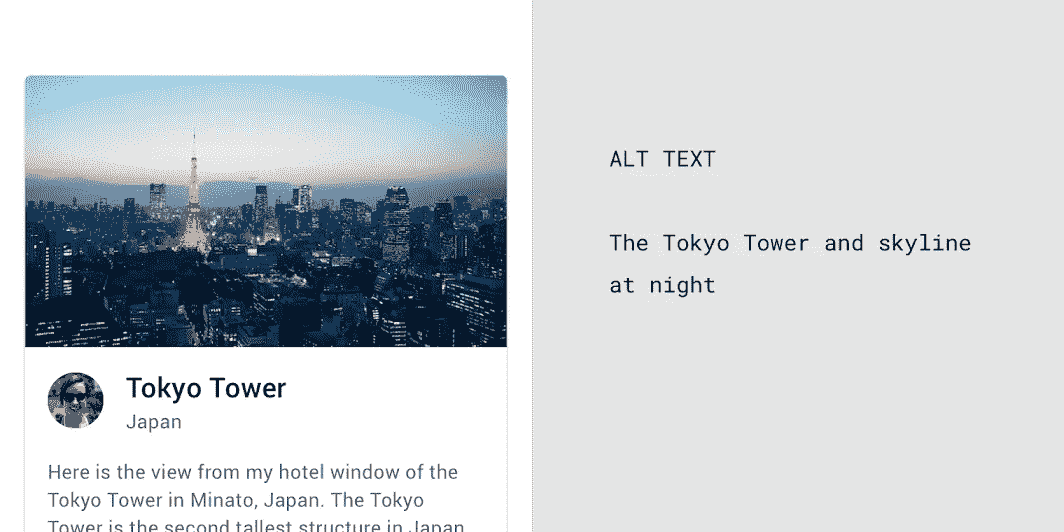 Tokyo Tower
Japan
Here is the view from my hotel window of the
Tokyo Tower in Minato, Japan. The Tokyo
Tower is the second tallest structure in Japan
ALT TEXT
The Tokyo Tower and skyline
at night